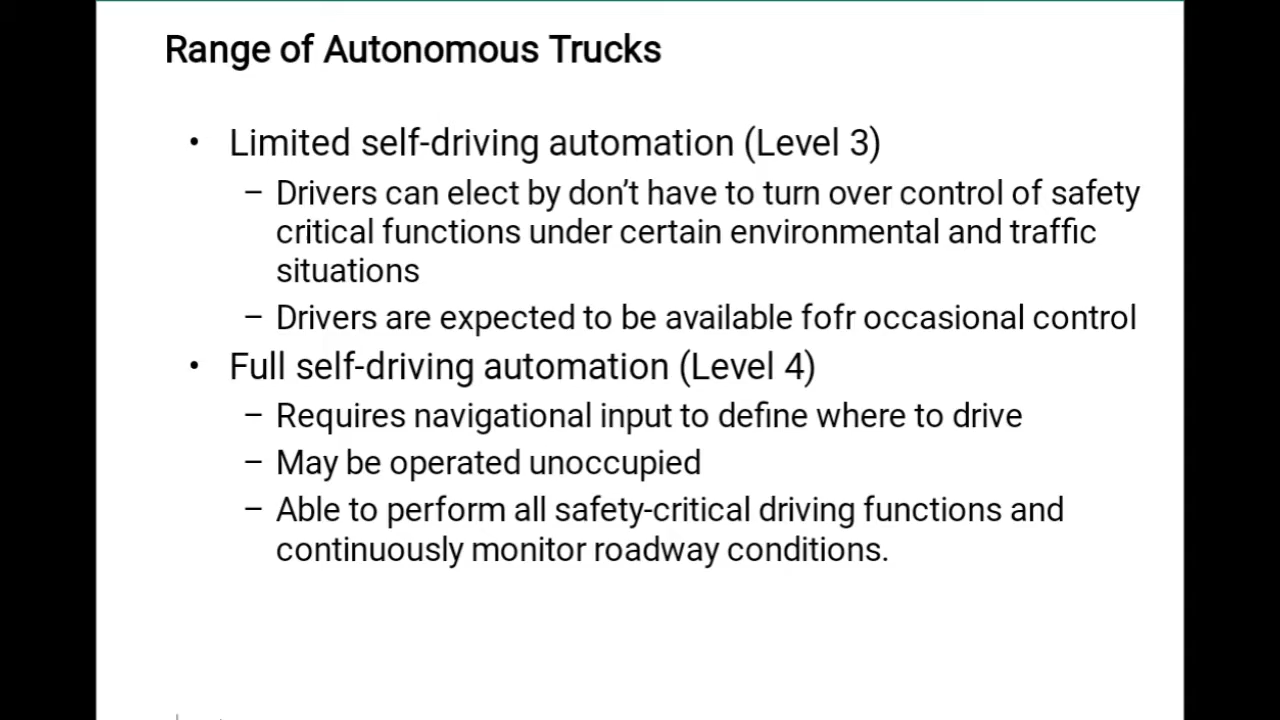 Range of Autonomous Trucks
• Limited self-driving automation (Level 3)
– Drivers can elect by don’t have to turn over control of safety
critical functions under certain environmental and traffic
situations
– Drivers are expected to be available fofr occasional control
• Full self-driving automation (Level 4)
– Requires navigational input to define where to drive
– May be operated unoccupied
– Able to perform all safety-critical driving functions and
continuously monitor roadway conditions.